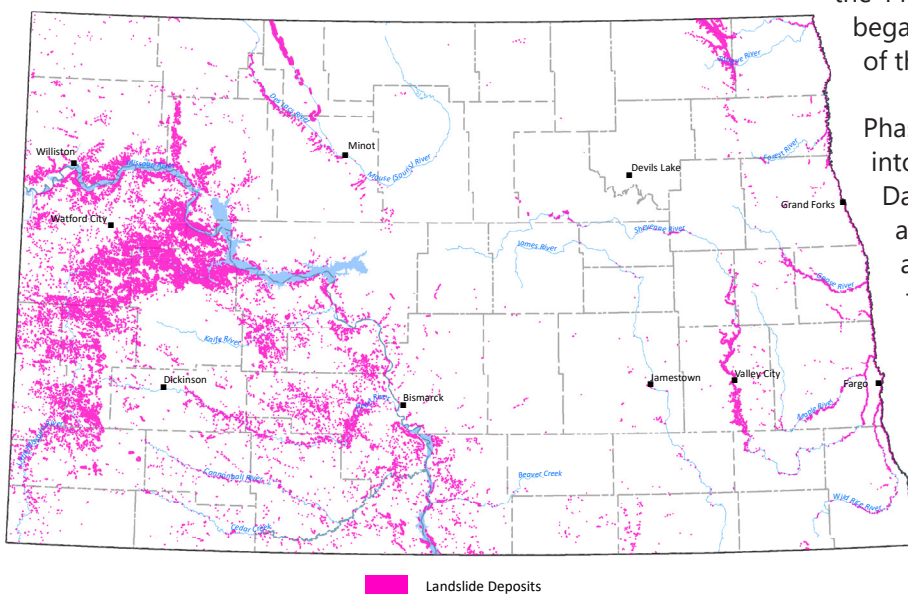 the
bega
of th
Pha
into
Da
a
a
Des Lacs River
Minot
Mouse (Souris) River
Williston
Missouri River
Watford City
Devils Lake
Forest River
Grand Forks
Sheyenne River
James River
Goose River
Knife River
Dickinson
Bismarck
Jamestown
Valley City
Fargo
Maple River
Cannonball River
Beaver Creek
Cedar Creek
Wild Rice River
Landslide Deposits